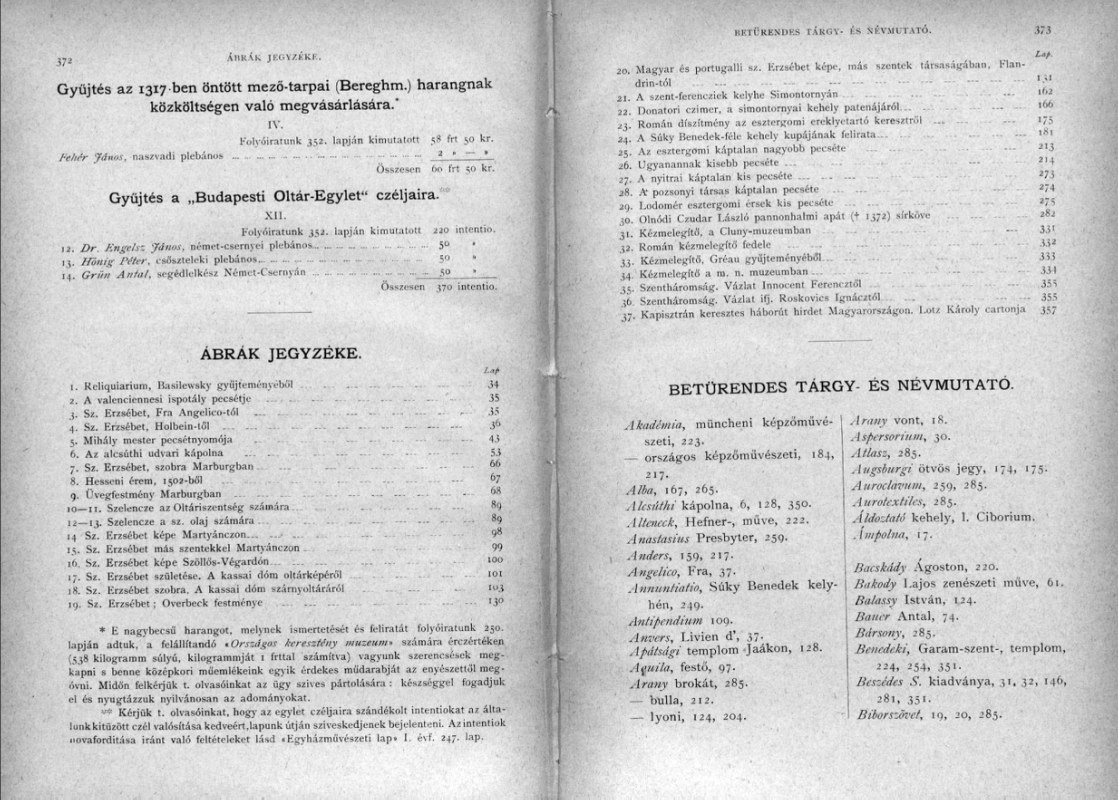 372
ÁBRÁK JEGYZÉKE.
Gyűjtés az 1317-ben öntött mező-tarpai (Bereghm.) harangnak
közköltségen való megvásárlására.*
IV.
Folyóiratunk 352. lapján kimutatott 58 frt 50 kr.
Fehér János, naszvadi plébános 2 „ — „
Összesen 60 frt 50 kr.
Gyűjtés a „Budapesti Oltár-Egylet“ czéljaira.**
XII.
Folyóiratunk 352. lapján kimutatott 220 intentio.
12. Dr. Engelsz János, német-csernyei plebános 50 „
13. Hönig Péter, csőszteleki plebános 50 „
14. Grün Antal, segédlelkész Német-Csernyán 50 „
Összesen 370 intentio.
ÁBRÁK JEGYZÉKE.
Lap
1. Reliquiarium, Basilewsky gyűjteményéből 34
2. A valenciennesi ispotály pecsétje 35
3. Sz. Erzsébet, Fra Angelico-tól 35
4. Sz. Erzsébet, Holbein-től 36
5. Mihály mester pecsétnyomója 43
6. Az alcsúthi udvari kápolna 53
7. Sz. Erzsébet, szobra Marburgban 66
8. Hesseni érem, 1502-ből 67
9. Üvegfestmény Marburgban 68
10—11. Szelencze az Oltáriszentség számára 89
12—13. Szelencze a sz. olaj számára 89
14 Sz. Erzsébet képe Martyánczon 98
15. Sz. Erzsébet más szentekkel Martyánczon 99
16. Sz. Erzsébet képe Szöllős-Végardón 100
17. Sz. Erzsébet születése. A kassai dóm oltárképéről 101
18. Sz. Erzsébet szobra. A kassai dóm szárnyoltáráról 103
19. Sz. Erzsébet; Overbeck festménye 130
* E nagybecsű harangot, melynek ismertetését és feliratát folyóiratunk 250.
lapján adtuk, a felállítandó «Országos keresztény muzeum» számára érczértéken
(538 kilogramm súlyú, kilogrammját 1 frttal számítva) vagyunk szerencsések meg-
kapni s benne középkori műemlékeink egyik érdekes műdarabját az enyészettől meg-
óvni. Midőn felkérjük t. olvasóinkat az ügy szives pártolására: készséggel fogadjuk
el és nyugtázzuk nyilvánosan az adományokat.
** Kérjük t. olvasóinkat, hogy az egylet czéljaira szándékolt intentiokat az álta-
lunk kitűzött czél valósítása kedveért, lapunk útján sziveskedjenek bejelenteni. Az intentiok
novaforditása iránt való feltételeket lásd «Egyházművészeti lap» I. évf. 247. lap.
BETŰRENDES TÁRGY- ÉS NÉVMUTATÓ.
373
Lap.
20. Magyar és portugalli sz. Erzsébet képe, más szentek társaságában, Flan-
drin-tól 131
21. A szent-ferencziek kelyhe Simontornyán 162
22. Donatori czimer, a simontornyai kehely patenájáról 166
23. Román díszítmény az esztergomi ereklyetartó keresztről 175
24. A Súky Benedek-féle kehely kupájának felirata 181
25. Az esztergomi káptalan nagyobb pecséte 213
26. Ugyanannak kisebb pecséte 214
27. A nyitrai káptalan kis pecséte 273
28. A pozsonyi társas káptalan pecséte 274
29. Lodomér esztergomi érsek kis pecséte 275
30. Olnódi Czudar László pannonhalmi apát († 1372) sírköve 282
31. Kézmelegítő, a Cluny-muzeumban 331
32. Román kézmelegítő fedele 332
33. Kézmelegítő, Gréau gyűjteményéből 333
34. Kézmelegítő a m. n. muzeumban 334
35. Szentháromság. Vázlat Innocent Ferencztől 355
36. Szentháromság. Vázlat ifj. Roskovics Ignácztól 355
37. Kapisztrán keresztes háborút hirdet Magyarországon. Lotz Károly cartonja 357
BETÜRENDES TÁRGY- ÉS NÉVMUTATÓ.
Akadémia, müncheni képzőművé-
szeti, 223.
— országos képzőművészeti, 184,
217.
Alba, 167, 265.
Alcsúthi kápolna, 6, 128, 350.
Alteneck, Hefner-, műve, 222.
Anastasius Presbyter, 259.
Anders, 159, 217.
Angelico, Fra, 37.
Annuntiatio, Súky Benedek kely-
hén, 249.
Antipendium 109.
Anvers, Livien d', 37.
Apátsági templom Jaákon, 128.
Aguila, festő, 97.
Arany brokát, 285.
— bulla, 212.
— lyoni, 124, 204.
Arany vont, 18.
Aspersorium, 30.
Atlasz, 285.
Augsburgi ötvös jegy, 174, 175.
Auroclavum, 259, 285.
Aurotextiles, 285.
Áldoztató kehely, l. Ciborium.
Ámpolna, 17.
Bacskády Ágoston, 220.
Bakody Lajos zenészeti műve, 61.
Balassy István, 124.
Bauer Antal, 74.
Bársony, 285.
Benedeki, Garam-szent-, templom,
224, 254, 351.
Beszédes S. kiadványa, 31, 32, 146,
281, 351.
Biborszövet, 19, 20, 285.